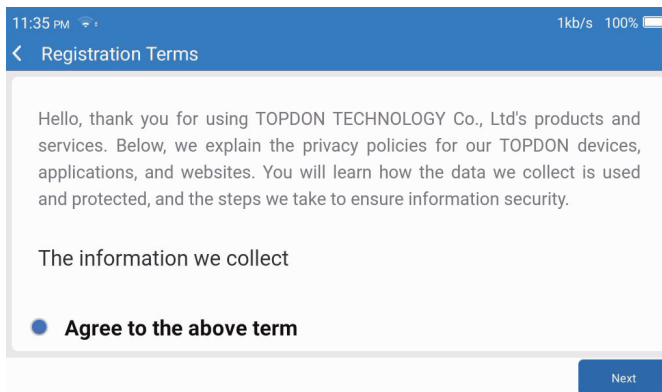 11:35 PM 1kb/s 100%
Registration Terms
Hello, thank you for using TOPDON TECHNOLOGY Co., Ltd's products and
services. Below, we explain the privacy policies for our TOPDON devices,
applications, and websites. You will learn how the data we collect is used
and protected, and the steps we take to ensure information security.
The information we collect
Agree to the above term
Next